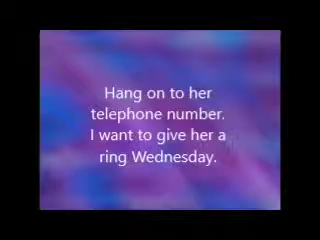 Hang on to her
telephone number.
I want to give her a
ring Wednesday.